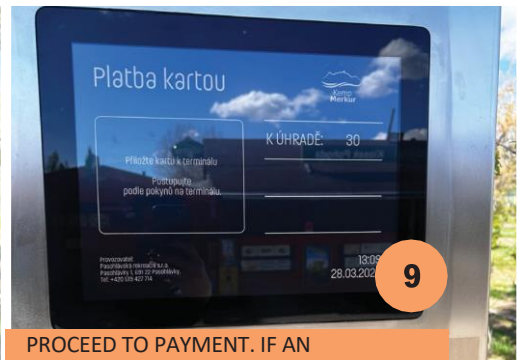 Platba kartou
Kemp
Merkur
K ÚHRADĚ: 30
Přiložte kartu k terminálu
Postupujte
podle pokynů na terminálu.
Provozovatel:
Pasohlávská rekreační s.r.o.
Pasohlávky 1, 691 22 Pasohlávky,
Tel. +420 519 427 714
13:09
28.03.202
9
PROCEED TO PAYMENT. IF AN